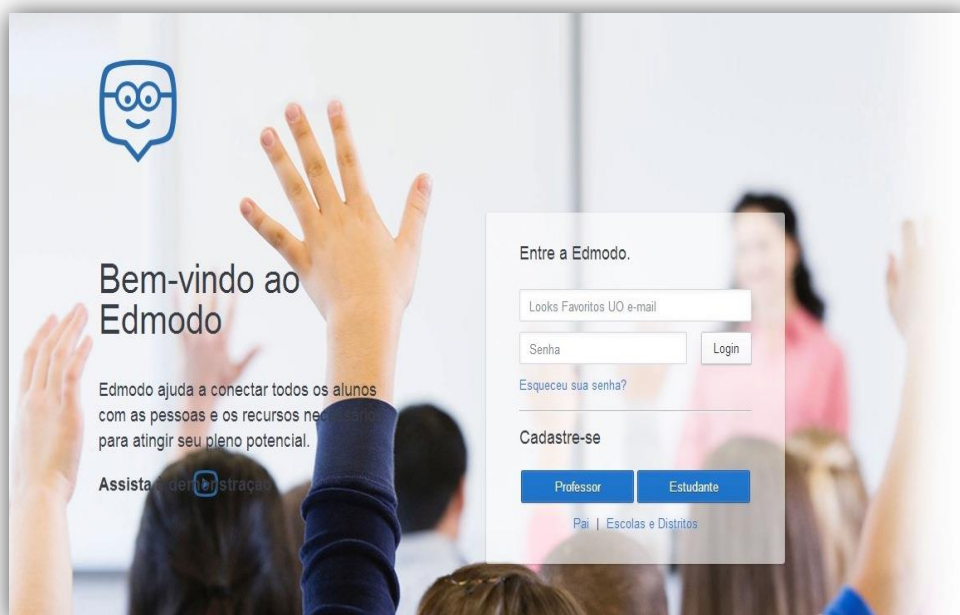 Bem-vindo ao
Edmodo
Edmodo ajuda a conectar todos os alunos
com as pessoas e os recursos necessário
para atingir seu pleno potencial.
Assista a demonstração
Entre a Edmodo.
Looks Favoritos UO e-mail
Senha
Login
Esqueceu sua senha?
Cadastre-se
Professor
Estudante
Pai | Escolas e Distritos